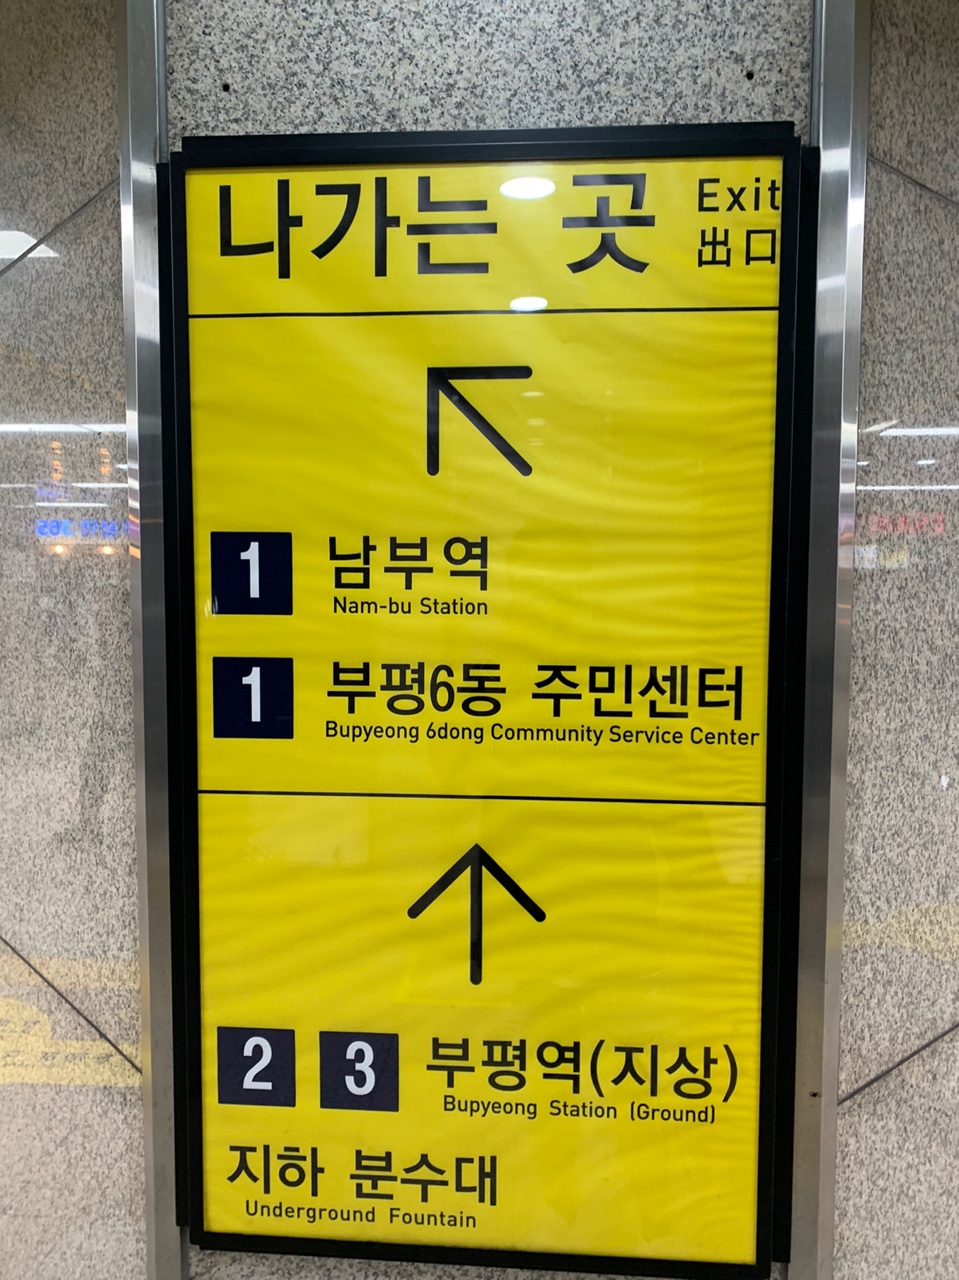 나가는 곳 Exit
出口
1 남부역
Nam-bu Station
1 부평6동 주민센터
Bupyeong 6dong Community Service Center
2 3 부평역(지상)
Bupyeong Station (Ground)
지하 분수대
Underground Fountain